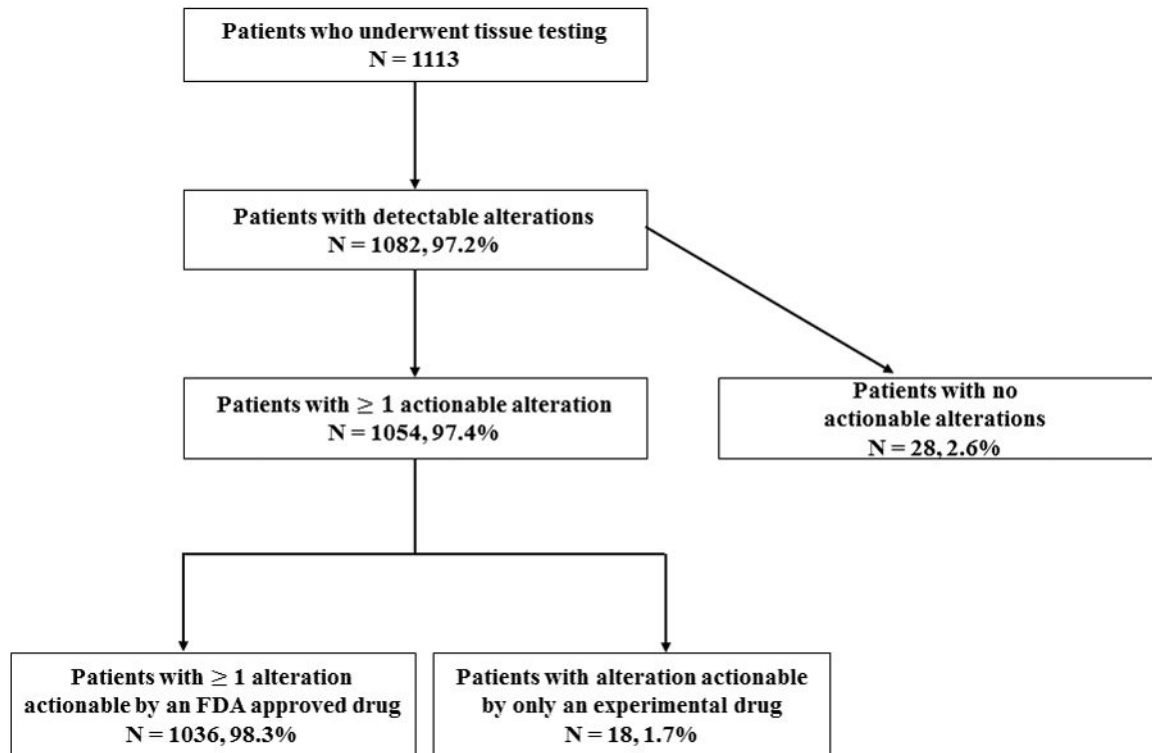 Patients who underwent tissue testing
N = 1113
Patients with detectable alterations
N = 1082, 97.2%
Patients with ≥ 1 actionable alteration
N = 1054, 97.4%
Patients with no
actionable alterations
N = 28, 2.6%
Patients with ≥ 1 alteration
actionable by an FDA approved drug
N = 1036, 98.3%
Patients with alteration actionable
by only an experimental drug
N = 18, 1.7%